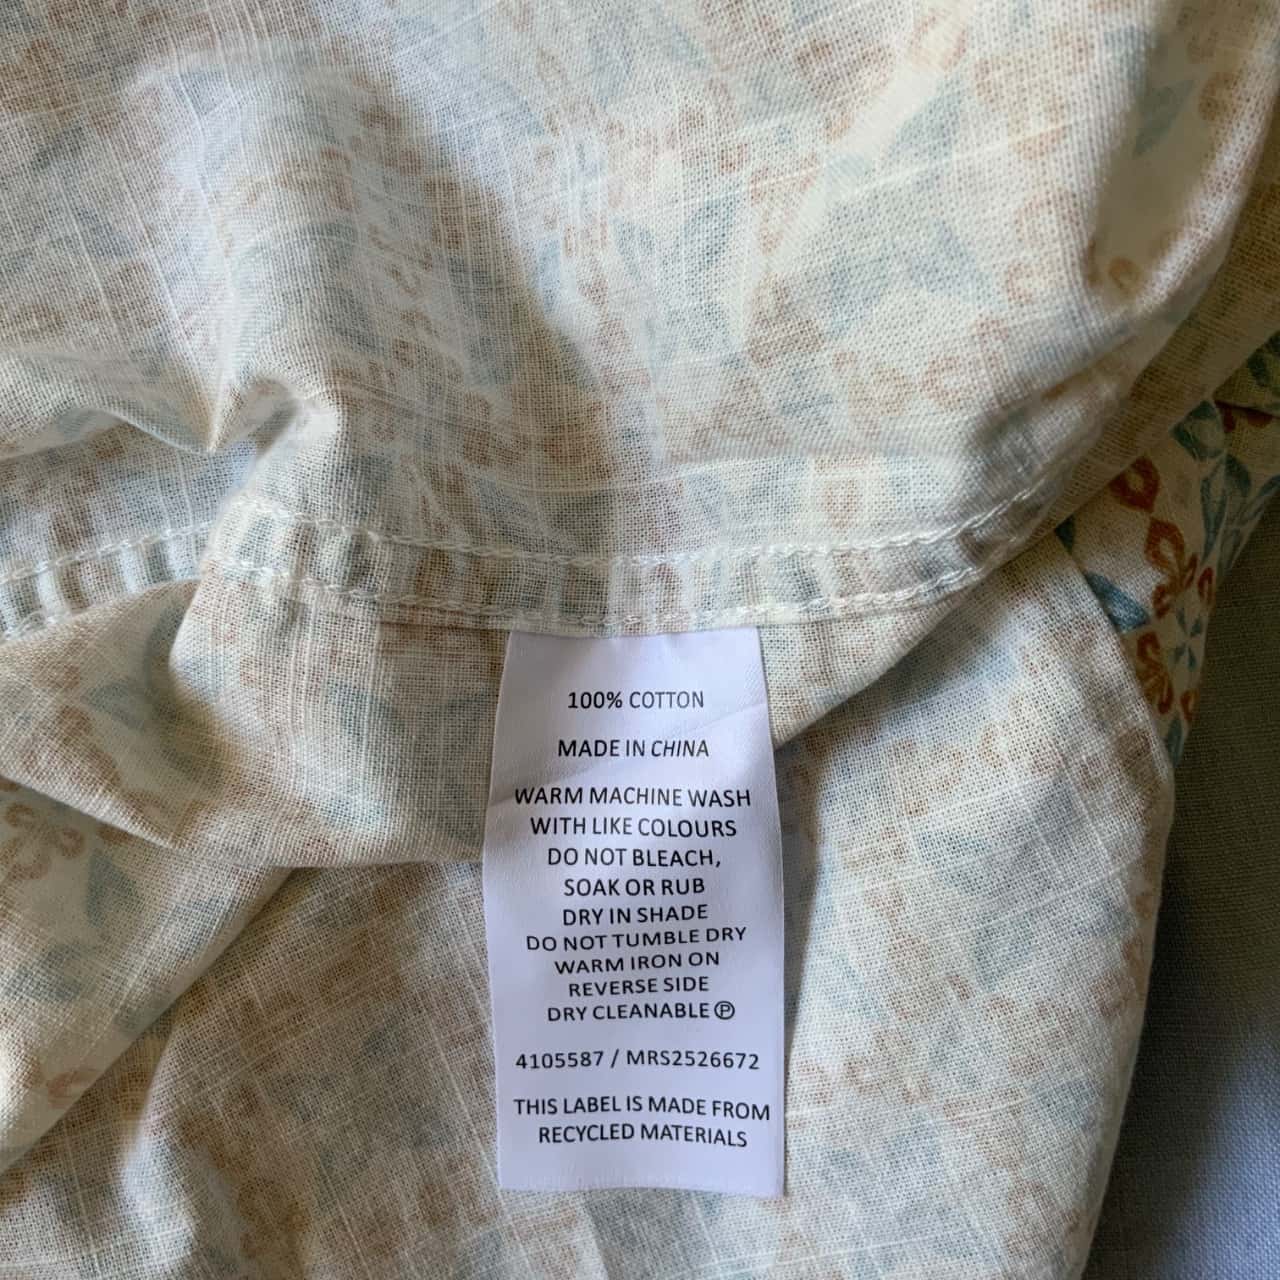 100% COTTON
MADE IN CHINA
WARM MACHINE WASH
WITH LIKE COLOURS
DO NOT BLEACH,
SOAK OR RUB
DRY IN SHADE
DO NOT TUMBLE DRY
WARM IRON ON
REVERSE SIDE
DRY CLEANABLE Ⓟ
4105587 / MRS2526672
THIS LABEL IS MADE FROM
RECYCLED MATERIALS